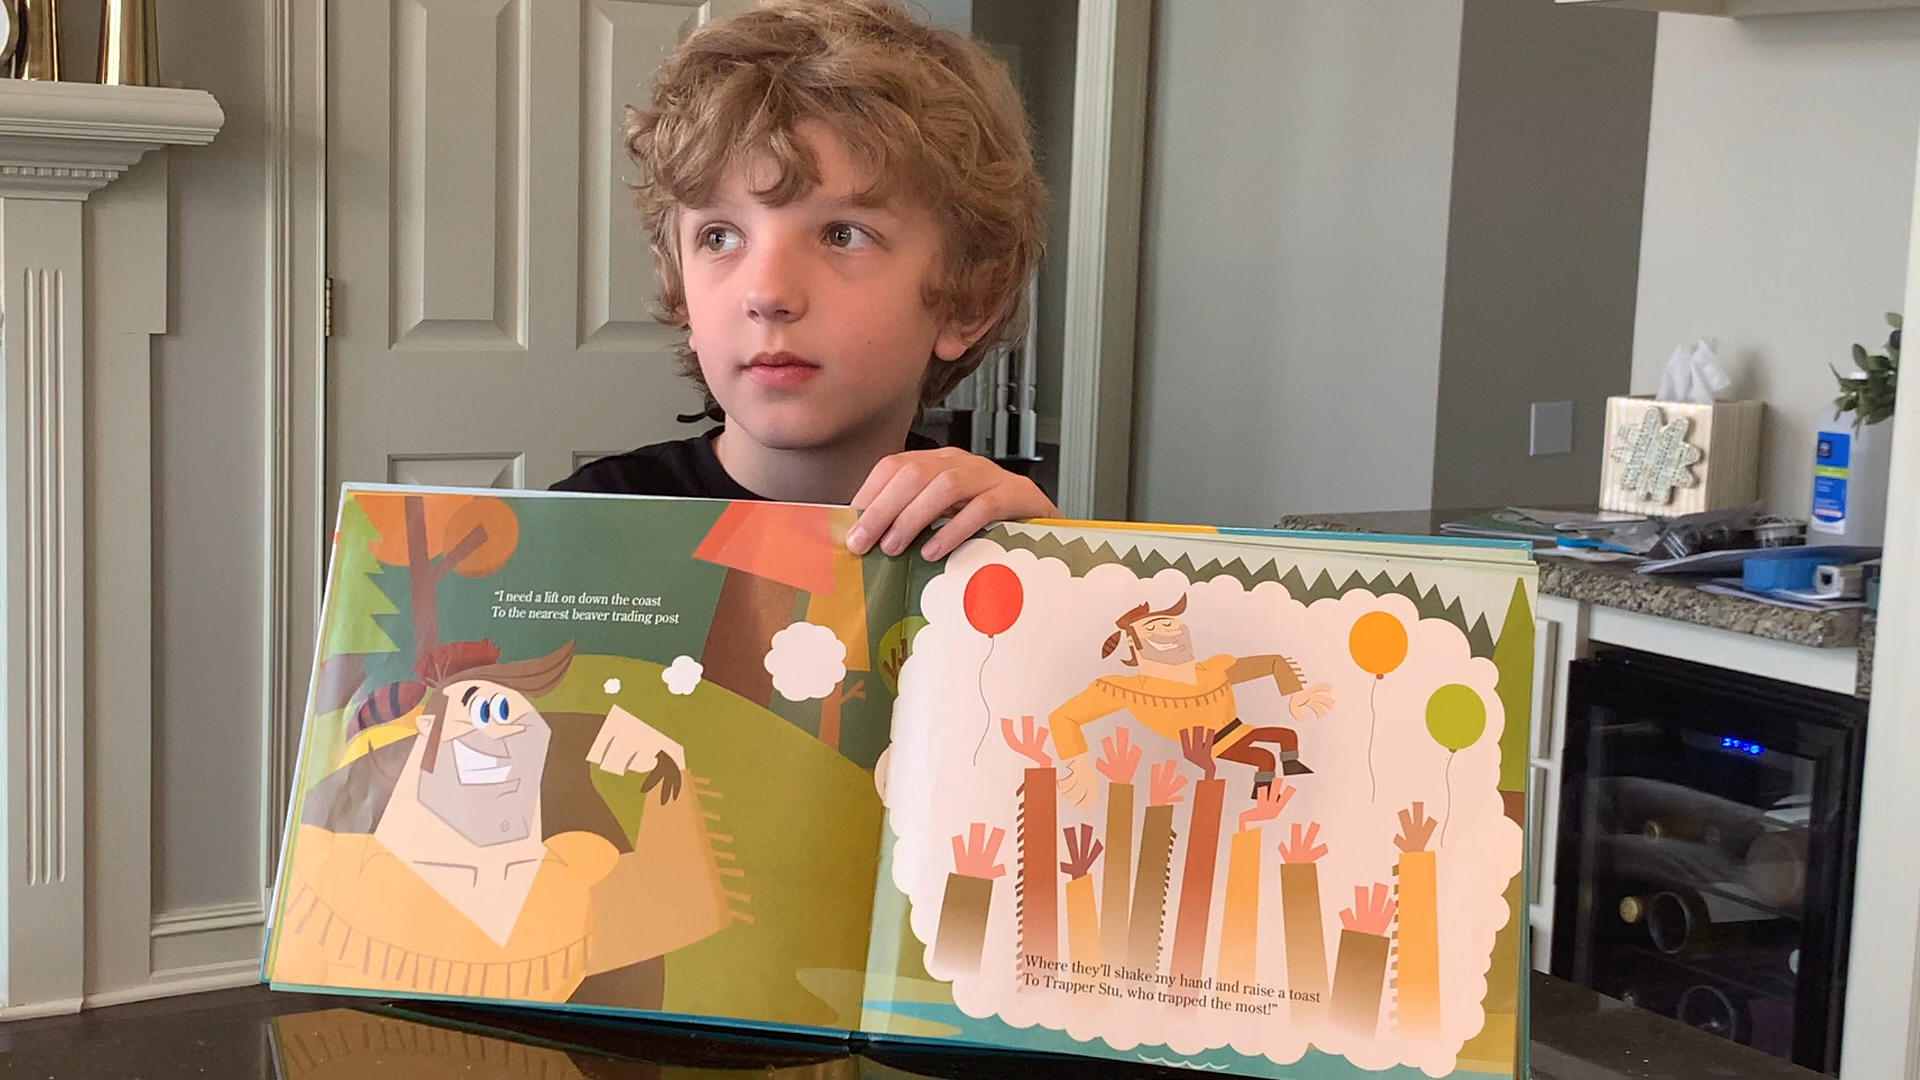 “I need a lift on down the coast
To the nearest beaver trading post
Where they’ll shake my hand and raise a toast
To Trapper Stu, who trapped the most!”